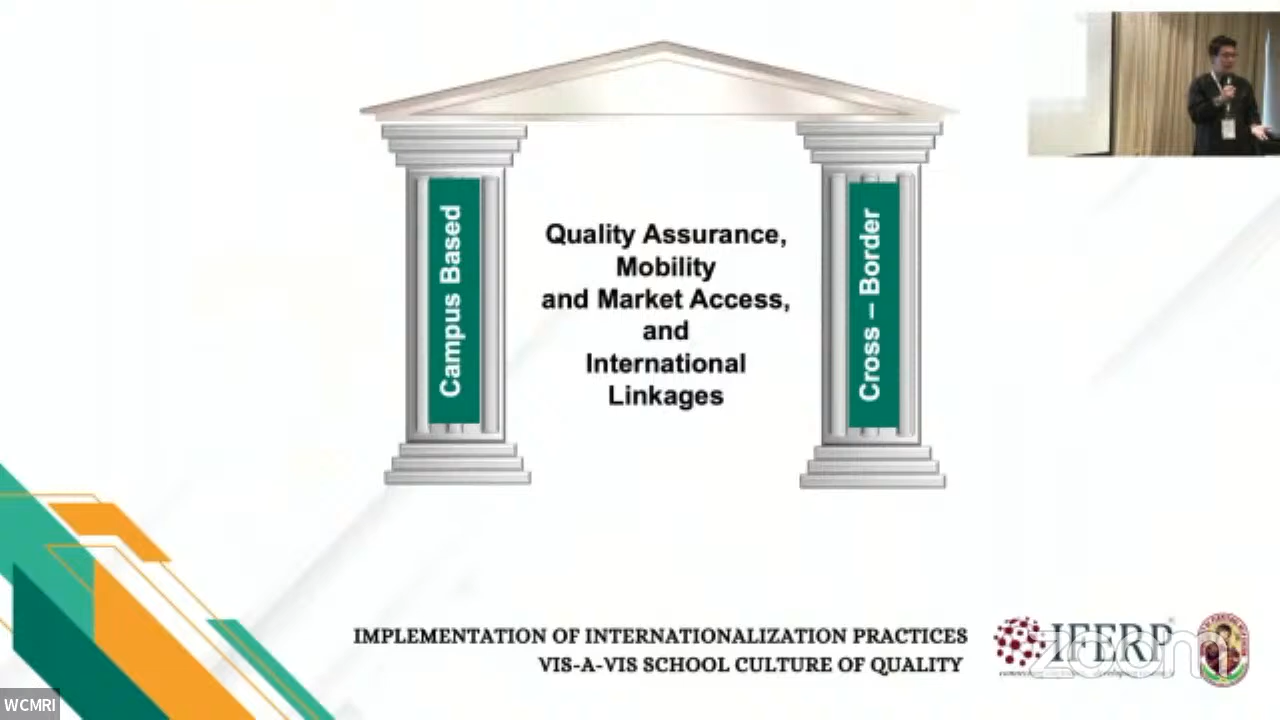 Campus Based
Quality Assurance,
Mobility
and Market Access,
and
International
Linkages
Cross – Border
IMPLEMENTATION OF INTERNATIONALIZATION PRACTICES
VIS-A-VIS SCHOOL CULTURE OF QUALITY
IFERP
zoom
WCMRI